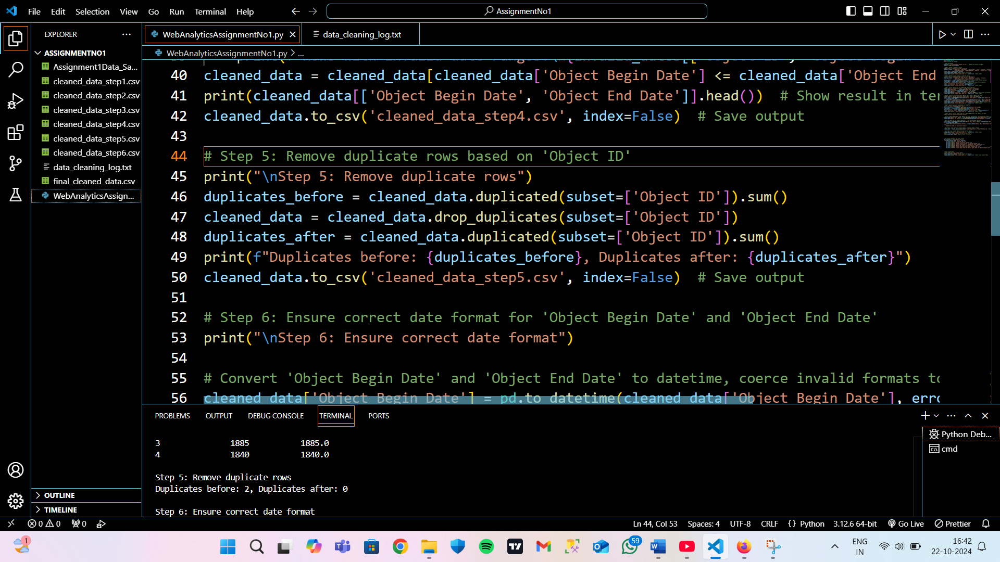 File Edit Selection View Go Run Terminal Help
AssignmentNo1
EXPLORER
ASSIGNMENTNO1
Assignment1Data_Sa...
cleaned_data_step1.csv
cleaned_data_step2.csv
cleaned_data_step3.csv
cleaned_data_step4.csv
cleaned_data_step5.csv
cleaned_data_step6.csv
data_cleaning_log.txt
final_cleaned_data.csv
WebAnalyticsAssign...
OUTLINE
TIMELINE
WebAnalyticsAssignmentNo1.py
data_cleaning_log.txt
WebAnalyticsAssignmentNo1.py > ...
40 cleaned_data = cleaned_data[cleaned_data['Object Begin Date'] <= cleaned_data['Object End
41 print(cleaned_data[['Object Begin Date', 'Object End Date']].head())  # Show result in ter
42 cleaned_data.to_csv('cleaned_data_step4.csv', index=False)  # Save output
43
44 # Step 5: Remove duplicate rows based on 'Object ID'
45 print("\nStep 5: Remove duplicate rows")
46 duplicates_before = cleaned_data.duplicated(subset=['Object ID']).sum()
47 cleaned_data = cleaned_data.drop_duplicates(subset=['Object ID'])
48 duplicates_after = cleaned_data.duplicated(subset=['Object ID']).sum()
49 print(f"Duplicates before: {duplicates_before}, Duplicates after: {duplicates_after}")
50 cleaned_data.to_csv('cleaned_data_step5.csv', index=False)  # Save output
51
52 # Step 6: Ensure correct date format for 'Object Begin Date' and 'Object End Date'
53 print("\nStep 6: Ensure correct date format")
54
55 # Convert 'Object Begin Date' and 'Object End Date' to datetime, coerce invalid formats to
56 cleaned_data['Object Begin Date'] = pd.to_datetime(cleaned_data['Object Begin Date'], erro
PROBLEMS OUTPUT DEBUG CONSOLE TERMINAL PORTS
3 1885 1885.0
4 1840 1840.0
Step 5: Remove duplicate rows
Duplicates before: 2, Duplicates after: 0
Step 6: Ensure correct date format
Python Deb...
cmd
0 0 0
Ln 44, Col 53 Spaces: 4 UTF-8 CRLF {} Python 3.12.6 64-bit Go Live Prettier
1
59
ENG
IN
16:42
22-10-2024